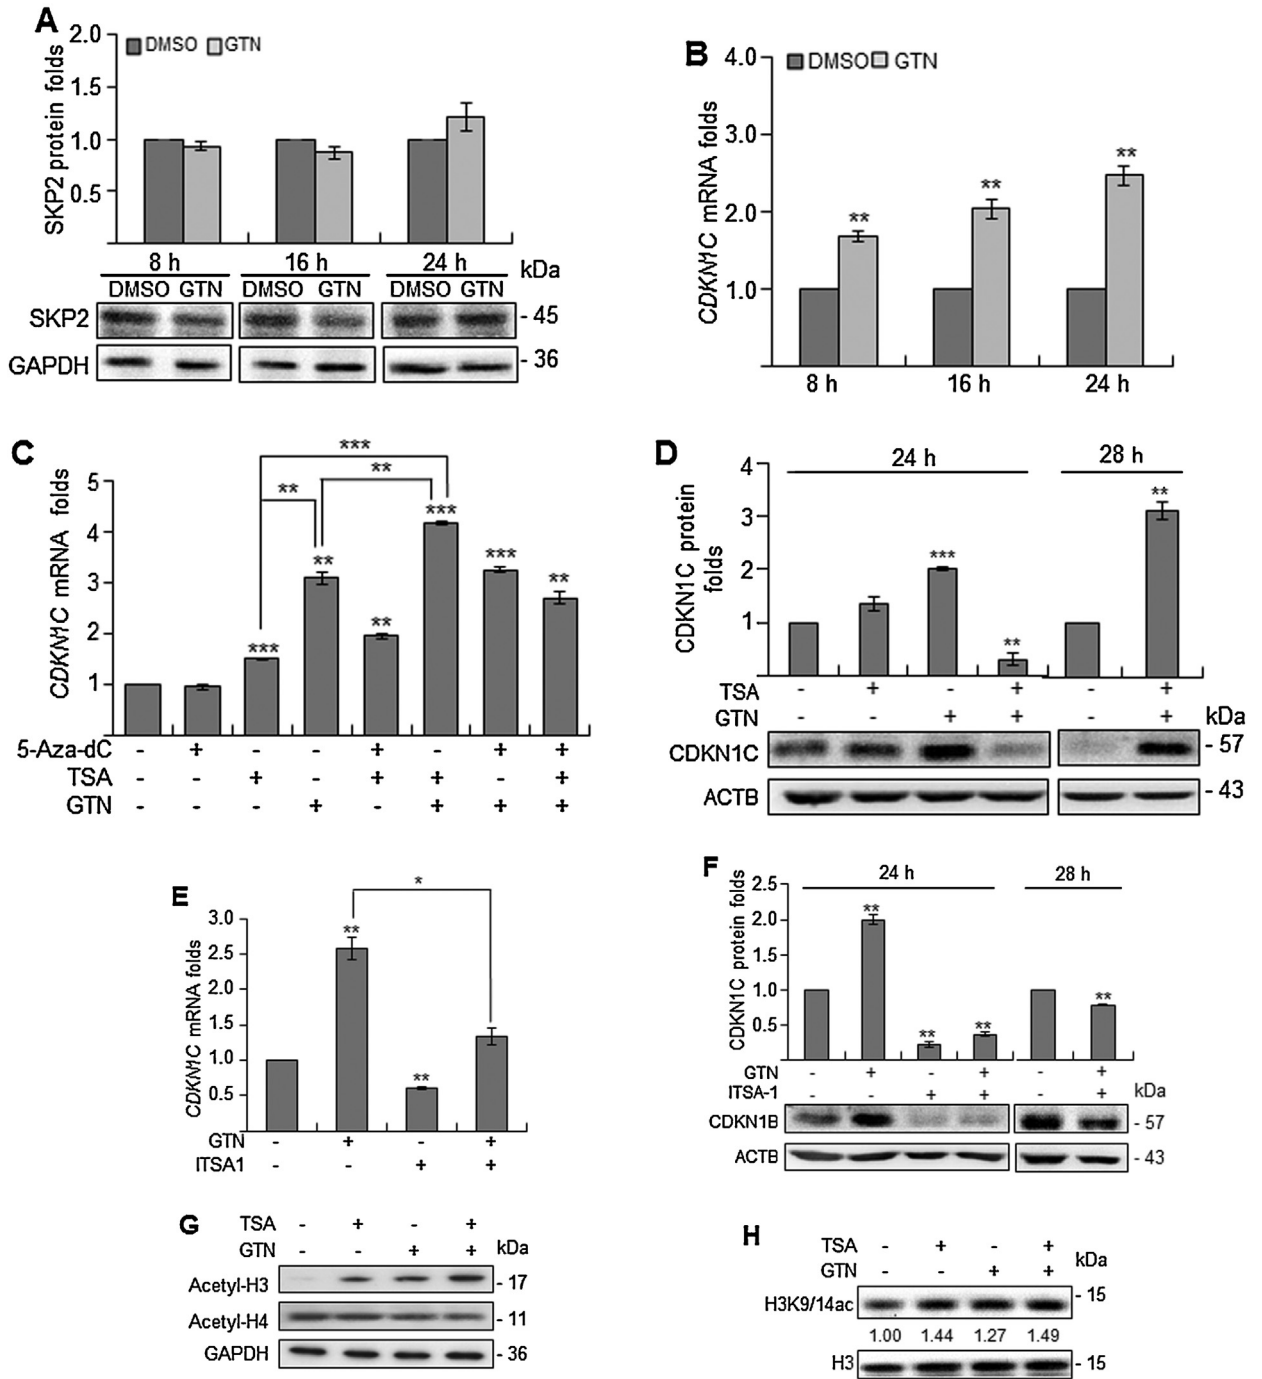 A
2.0
1.5
1.0
0.5
SKP2 protein folds
DMSO GTN
8 h 16 h 24 h kDa
DMSO GTN DMSO GTN DMSO GTN
SKP2 - 45
GAPDH - 36
B
4.0
3.0
2.0
1.0
CDKN1C mRNA folds
DMSO GTN
** ** **
8 h 16 h 24 h
C
5
4
3
2
1
CDKN1C mRNA folds
***
**
**
*** ** ** *** *** **
5-Aza-dC - + - - + - + +
TSA - - + - + + - +
GTN - - - + - + + +
D
24 h 28 h
4
3
2
1
CDKN1C protein
folds
*** ** **
TSA - + - + - +
GTN - - + + - + kDa
CDKN1C - 57
ACTB - 43
E
3.0
2.5
2.0
1.5
1.0
0.5
CDKN1C mRNA folds
*
** **
GTN - + - +
ITSA1 - - + +
F
24 h 28 h
2.5
2.0
1.5
1.0
0.5
CDKN1C protein folds
** ** ** **
GTN - + - + - +
ITSA-1 - - + + - + kDa
CDKN1B - 57
ACTB - 43
G
TSA - + - +
GTN - - + + kDa
Acetyl-H3 - 17
Acetyl-H4 - 11
GAPDH - 36
H
TSA - + - +
GTN - - + + kDa
H3K9/14ac - 15
1.00 1.44 1.27 1.49
H3 - 15